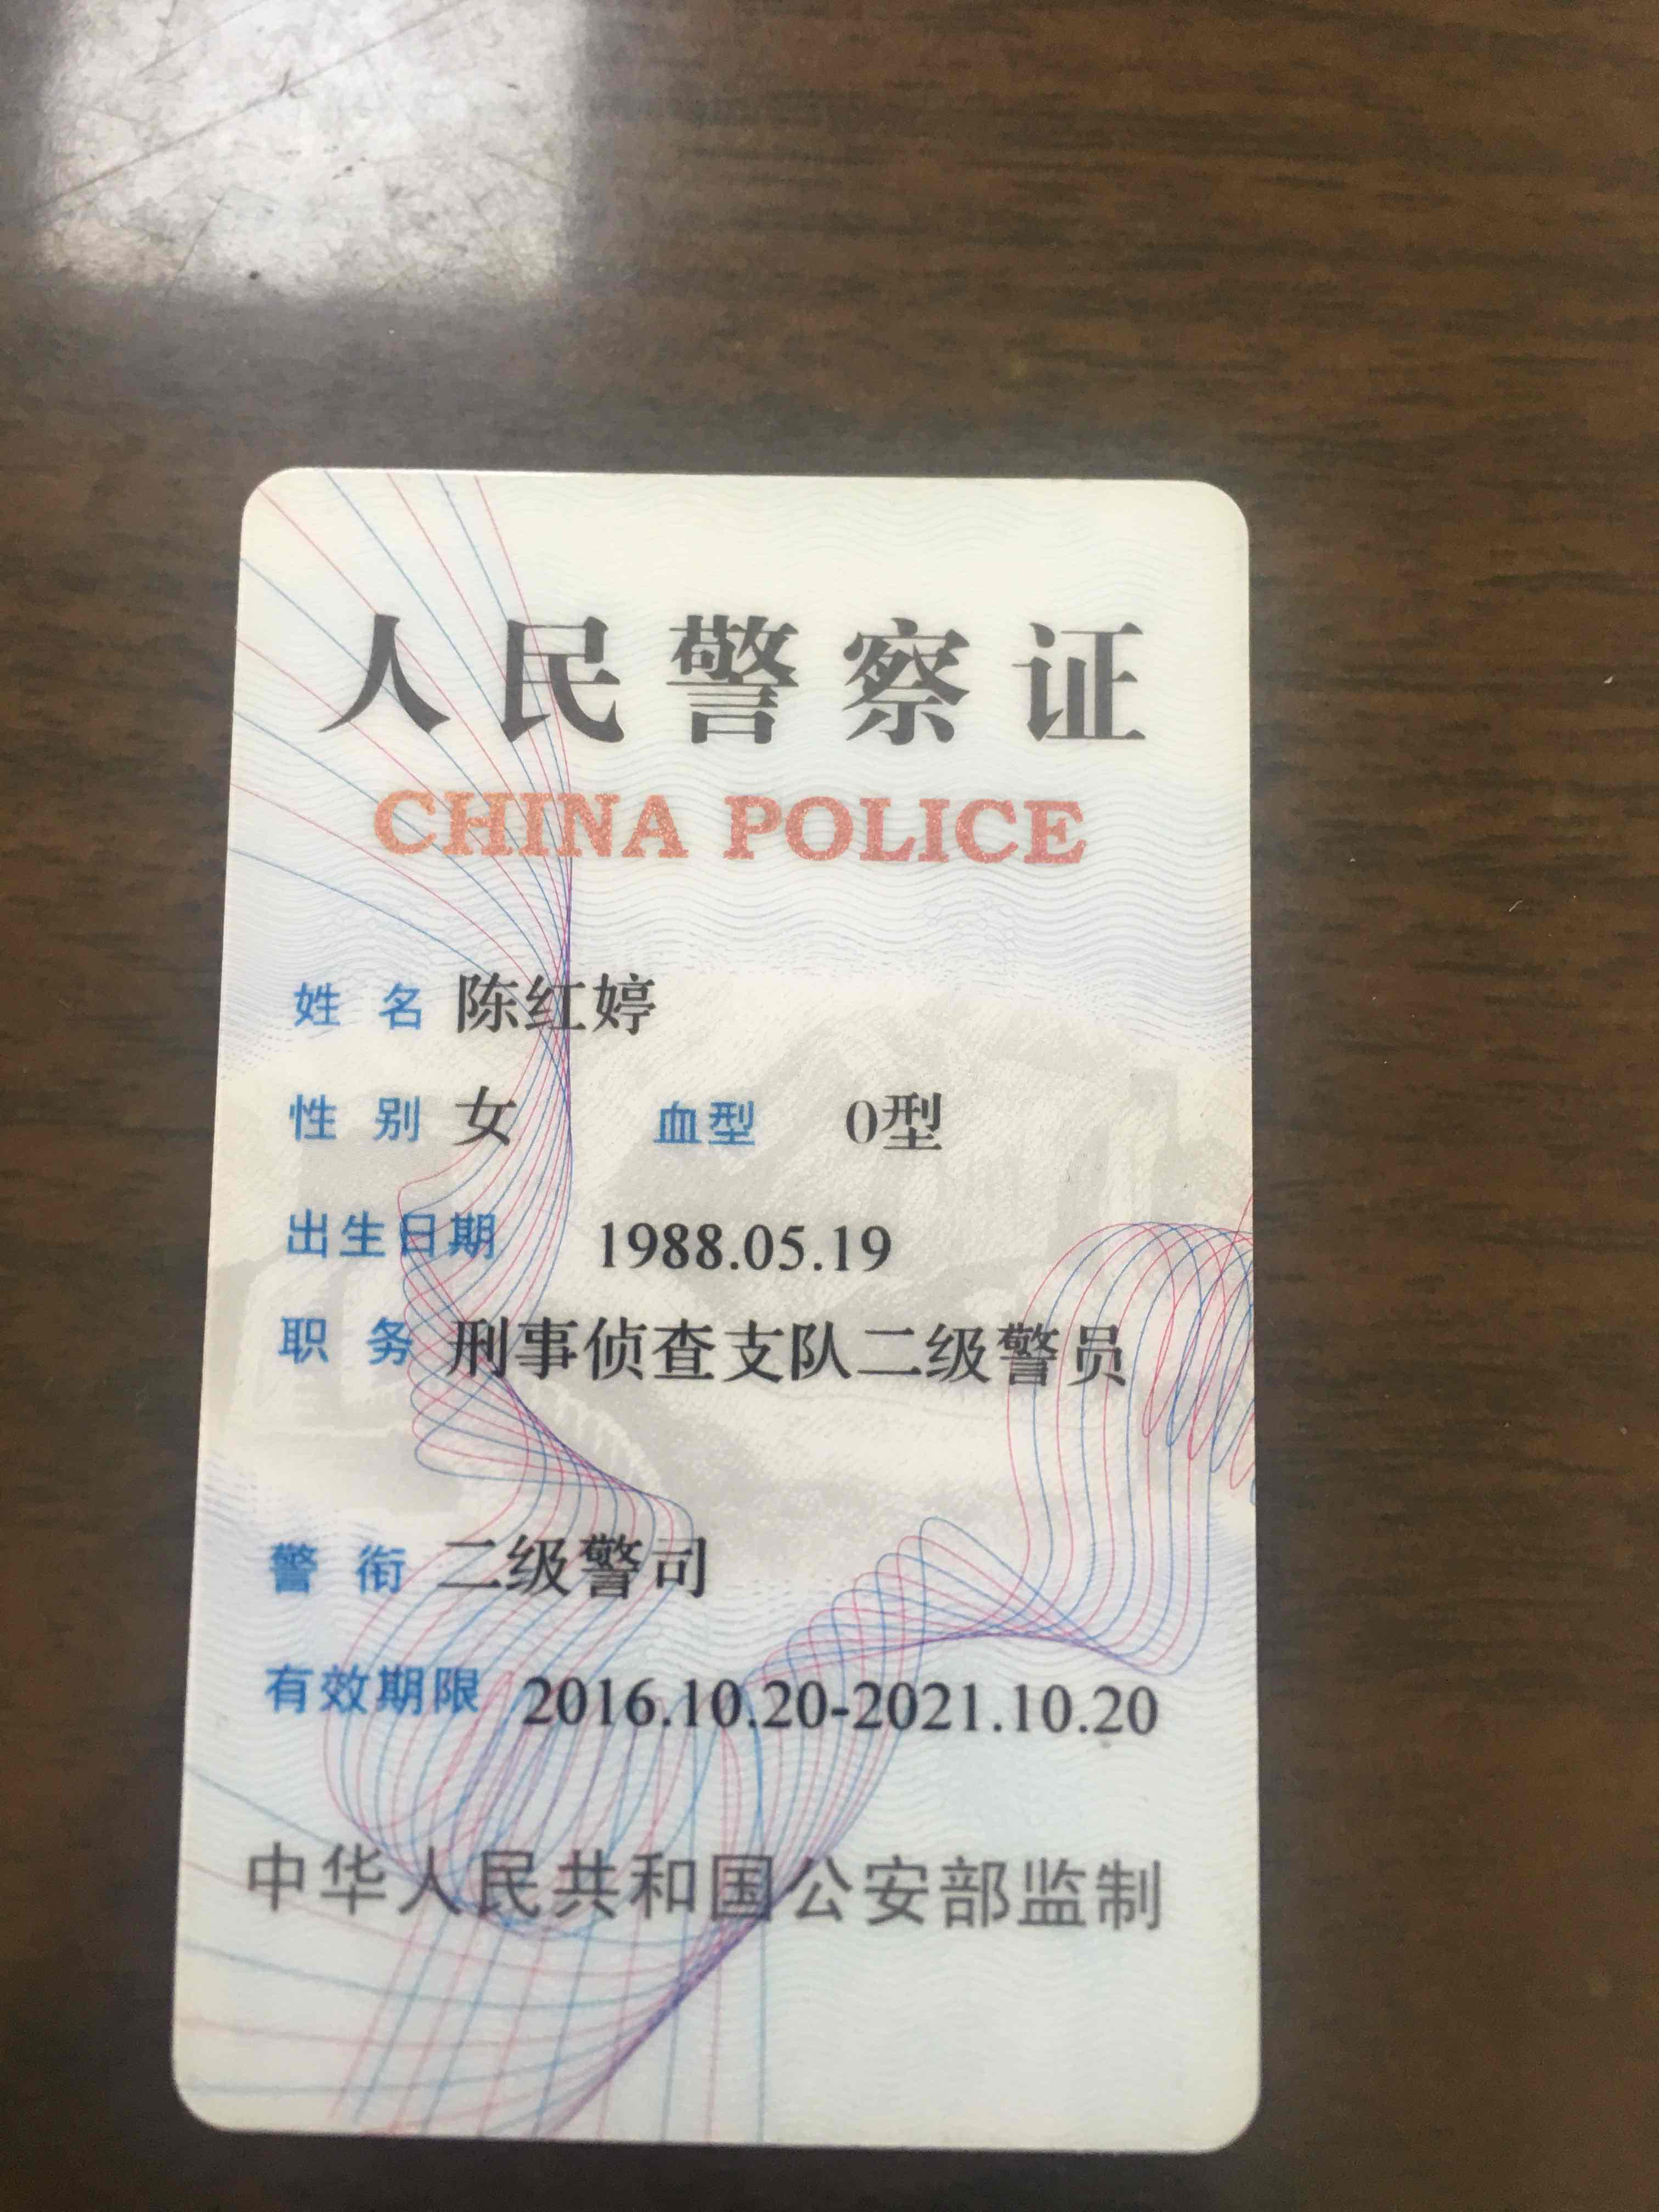 人民警察证
CHINA POLICE
姓 名 陈红婷
性 别 女 血型 O型
出生日期 1988.05.19
职 务 刑事侦查支队二级警员
警 衔 二级警司
有效期限 2016.10.20-2021.10.20
中华人民共和国公安部监制